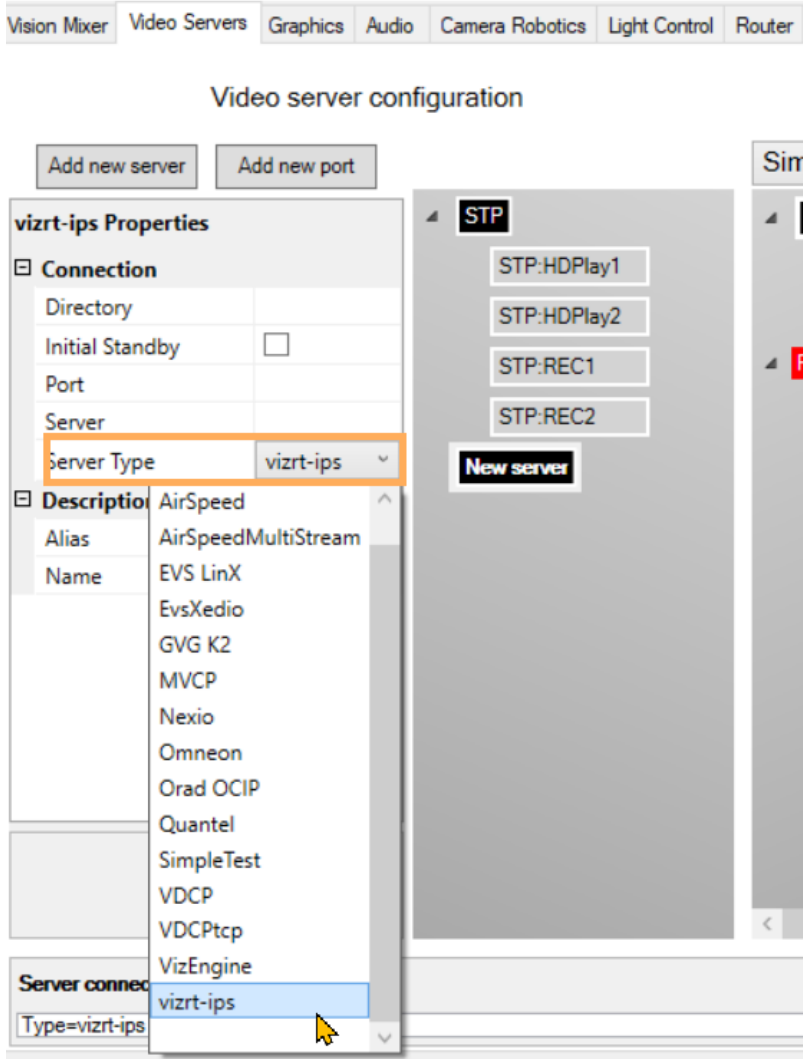 Vision Mixer Video Servers Graphics Audio Camera Robotics Light Control Router
Video server configuration
Add new server Add new port
Sim
vizrt-ips Properties
Connection
Directory
Initial Standby
Port
Server
Server Type vizrt-ips
Description
Alias
Name
AirSpeed
AirSpeedMultiStream
EVS LinX
EvsXedio
GVG K2
MVCP
Nexio
Omneon
Orad OCIP
Quantel
SimpleTest
VDCP
VDCPtcp
VizEngine
vizrt-ips
STP
STP:HDPlay1
STP:HDPlay2
STP:REC1
STP:REC2
New server
Server connec
Type=vizrt-ips